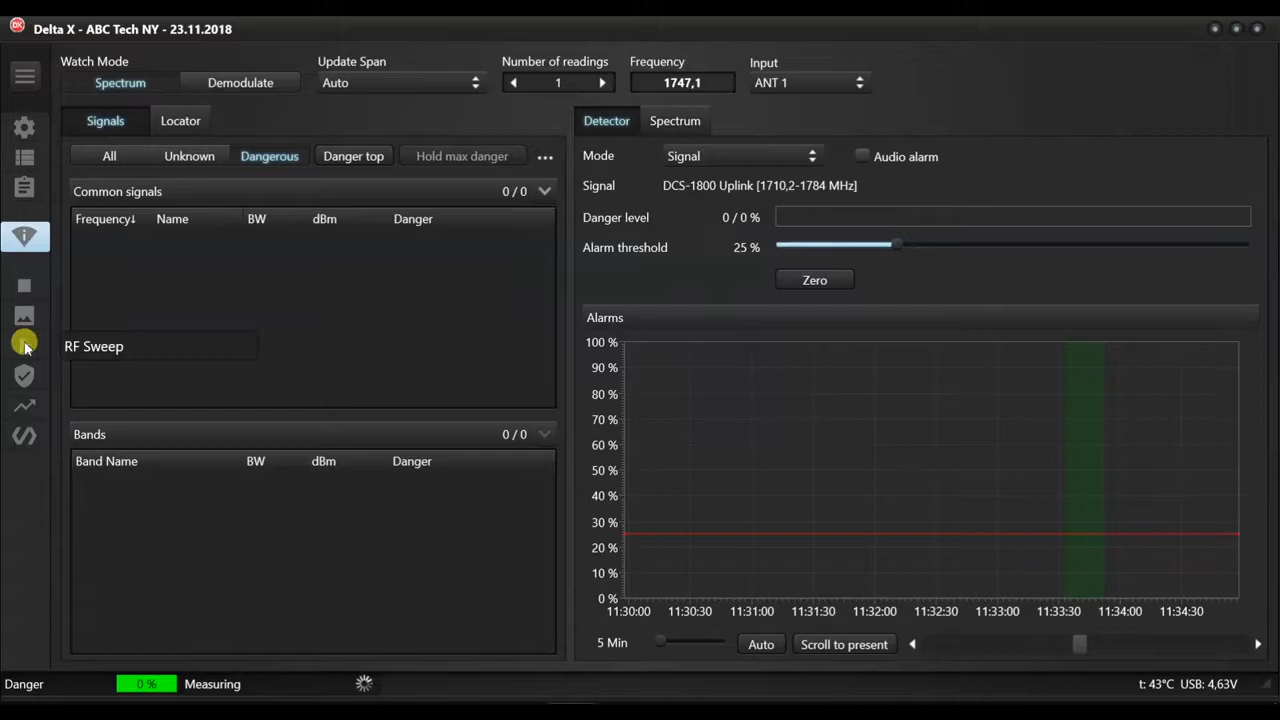 DX Delta X - ABC Tech NY - 23.11.2018
Watch Mode Update Span Number of readings Frequency Input
Spectrum Demodulate Auto 1 1747,1 ANT 1
Signals Locator
All Unknown Dangerous Danger top Hold max danger ...
Common signals 0 / 0
Frequency↓ Name BW dBm Danger
RF Sweep
Bands 0 / 0
Band Name BW dBm Danger
Detector Spectrum
Mode Signal Audio alarm
Signal DCS-1800 Uplink [1710,2-1784 MHz]
Danger level 0 / 0 %
Alarm threshold 25 %
Zero
Alarms
100 %
90 %
80 %
70 %
60 %
50 %
40 %
30 %
20 %
10 %
0 %
11:30:00 11:30:30 11:31:00 11:31:30 11:32:00 11:32:30 11:33:00 11:33:30 11:34:00 11:34:30
5 Min Auto Scroll to present
Danger 0 % Measuring t: 43°C USB: 4,63V